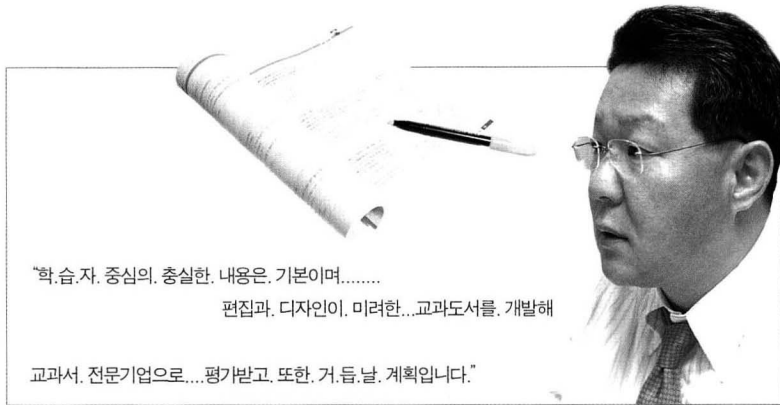 “학.습.자. 중심의. 충실한. 내용은. 기본이며........
편집과. 디자인이. 미려한...교과도서를. 개발해
교과서. 전문기업으로....평가받고. 또한. 거.듭.날. 계획입니다.”